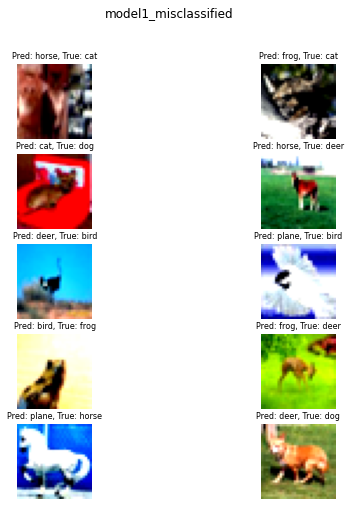 model1_misclassified
Pred: horse, True: cat
Pred: frog, True: cat
Pred: cat, True: dog
Pred: horse, True: deer
Pred: deer, True: bird
Pred: plane, True: bird
Pred: bird, True: frog
Pred: frog, True: deer
Pred: plane, True: horse
Pred: deer, True: dog